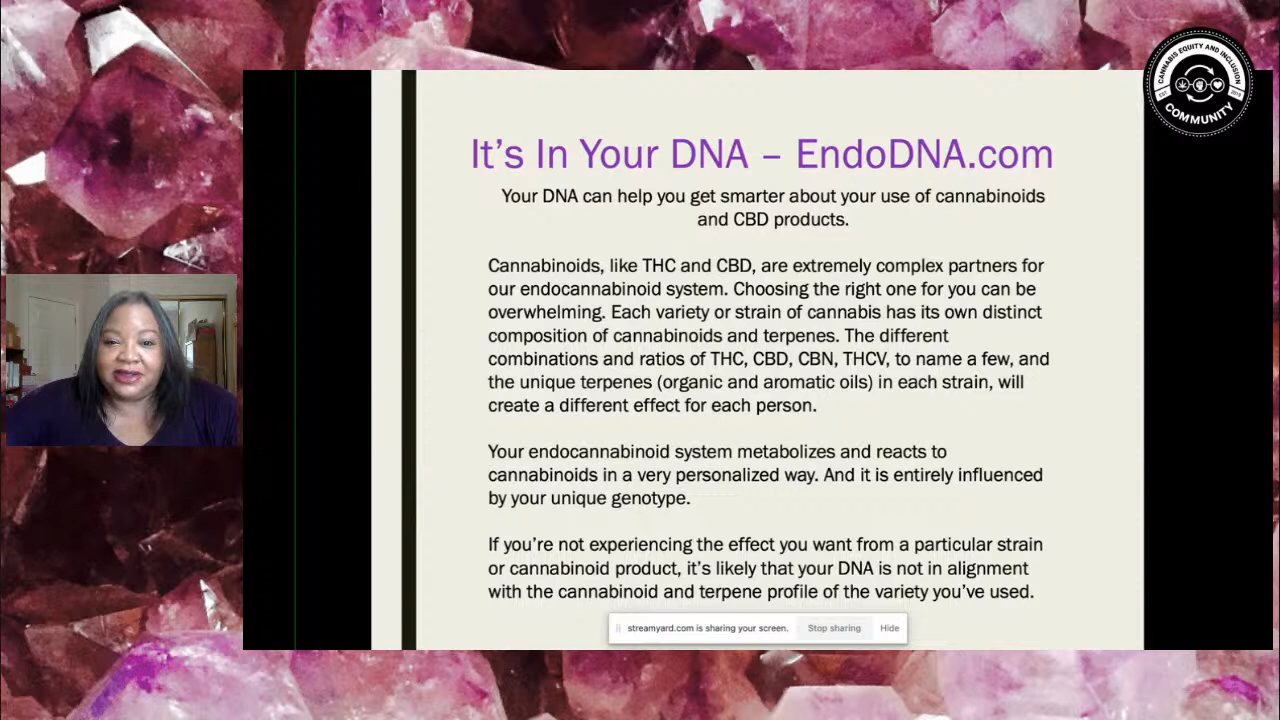 It's In Your DNA – EndoDNA.com
Your DNA can help you get smarter about your use of cannabinoids
and CBD products.
Cannabinoids, like THC and CBD, are extremely complex partners for
our endocannabinoid system. Choosing the right one for you can be
overwhelming. Each variety or strain of cannabis has its own distinct
composition of cannabinoids and terpenes. The different
combinations and ratios of THC, CBD, CBN, THCV, to name a few, and
the unique terpenes (organic and aromatic oils) in each strain, will
create a different effect for each person.
Your endocannabinoid system metabolizes and reacts to
cannabinoids in a very personalized way. And it is entirely influenced
by your unique genotype.
If you're not experiencing the effect you want from a particular strain
or cannabinoid product, it's likely that your DNA is not in alignment
with the cannabinoid and terpene profile of the variety you've used.
streamyard.com is sharing your screen. Stop sharing Hide
CANNABIS EQUITY AND INCLUSION
COMMUNITY